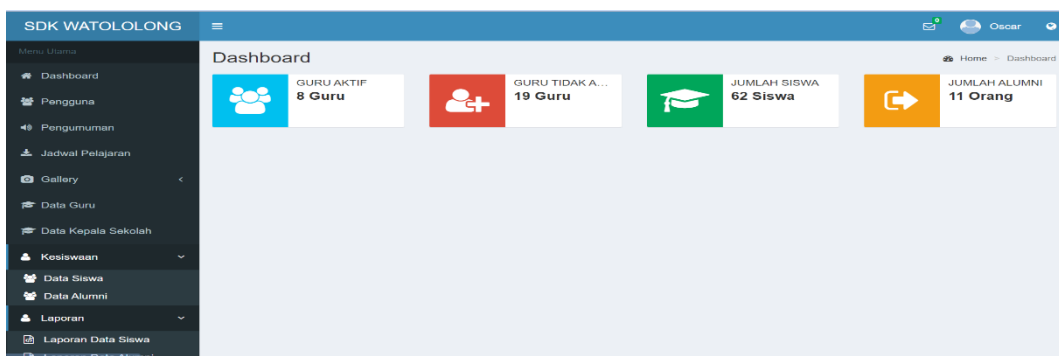 SDK WATOLOLONG
0
Oscar
Menu Utama
Dashboard
Home > Dashboard
Dashboard
Pengguna
Pengumuman
Jadwal Pelajaran
Gallery
Data Guru
Data Kepala Sekolah
Kesiswaan
Data Siswa
Data Alumni
Laporan
Laporan Data Siswa
GURU AKTIF
8 Guru
GURU TIDAK A...
19 Guru
JUMLAH SISWA
62 Siswa
JUMLAH ALUMNI
11 Orang